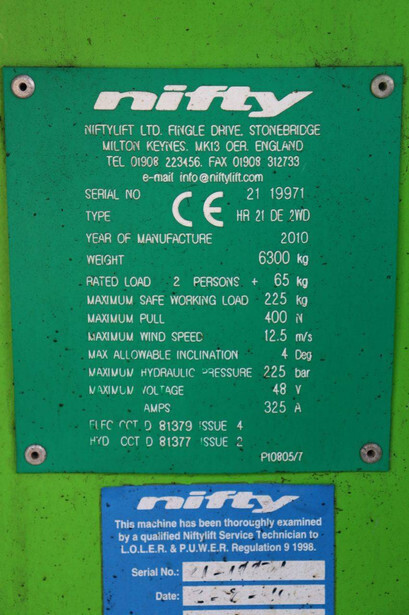 nifty
NIFTYLIFT LTD. FINGLE DRIVE, STONEBRIDGE
MILTON KEYNES, MK13 OER. ENGLAND
TEL 01908 223456. FAX 01908 312733
e-mail info@niftylift.com
SERIAL NO 21 19971
TYPE CE HR 21 DE 2WD
YEAR OF MANUFACTURE 2010
WEIGHT 6300 kg
RATED LOAD 2 PERSONS + 65 kg
MAXIMUM SAFE WORKING LOAD 225 kg
MAXIMUM PULL 400 N
MAXIMUM WIND SPEED 12.5 m/s
MAX ALLOWABLE INCLINATION 4 Deg
MAXIMUM HYDRAULIC PRESSURE 225 bar
MAXIMUM VOLTAGE 48 V
AMPS 325 A
ELEC CCT D 81379 ISSUE 4
HYD CCT D 81377 ISSUE 2
P10805/7
nifty
This machine has been thoroughly examined
by a qualified Niftylift Service Technician to
L.O.L.E.R. & P.U.W.E.R. Regulation 9 1998.
Serial No.:
Date: